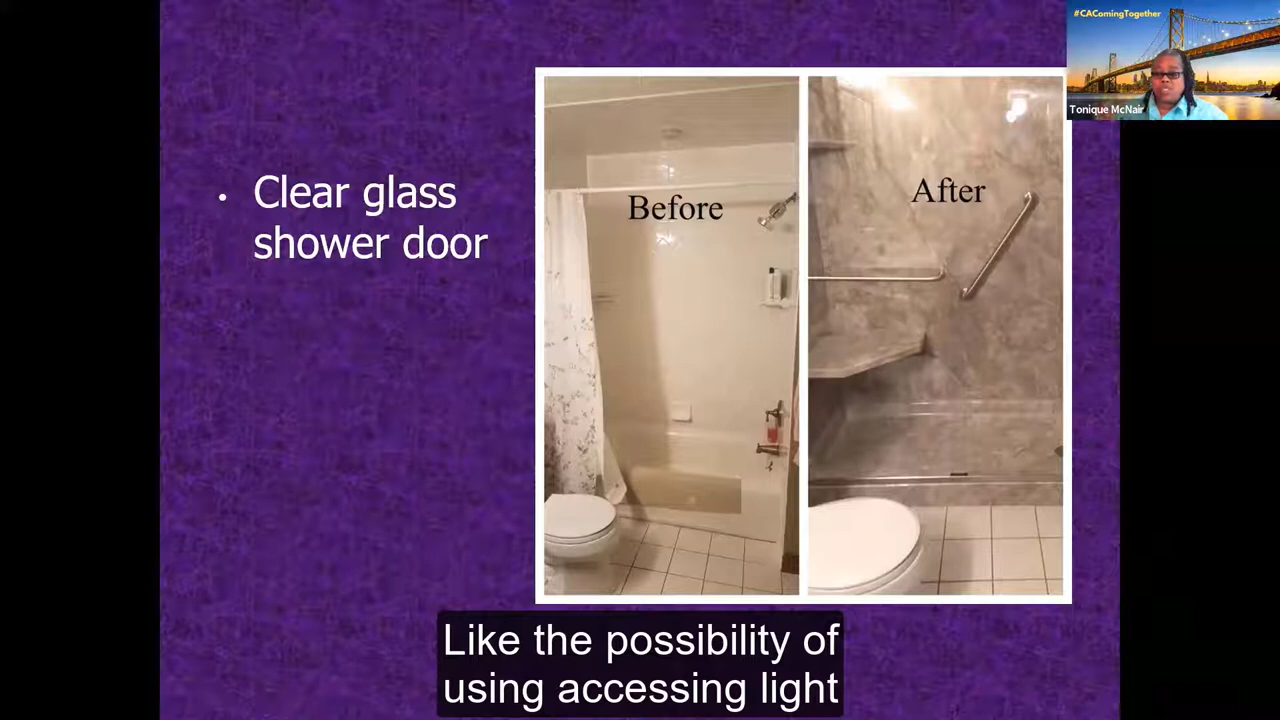 #CAComingTogether
Tonique McNair
• Clear glass
shower door
Before
After
Like the possibility of
using accessing light